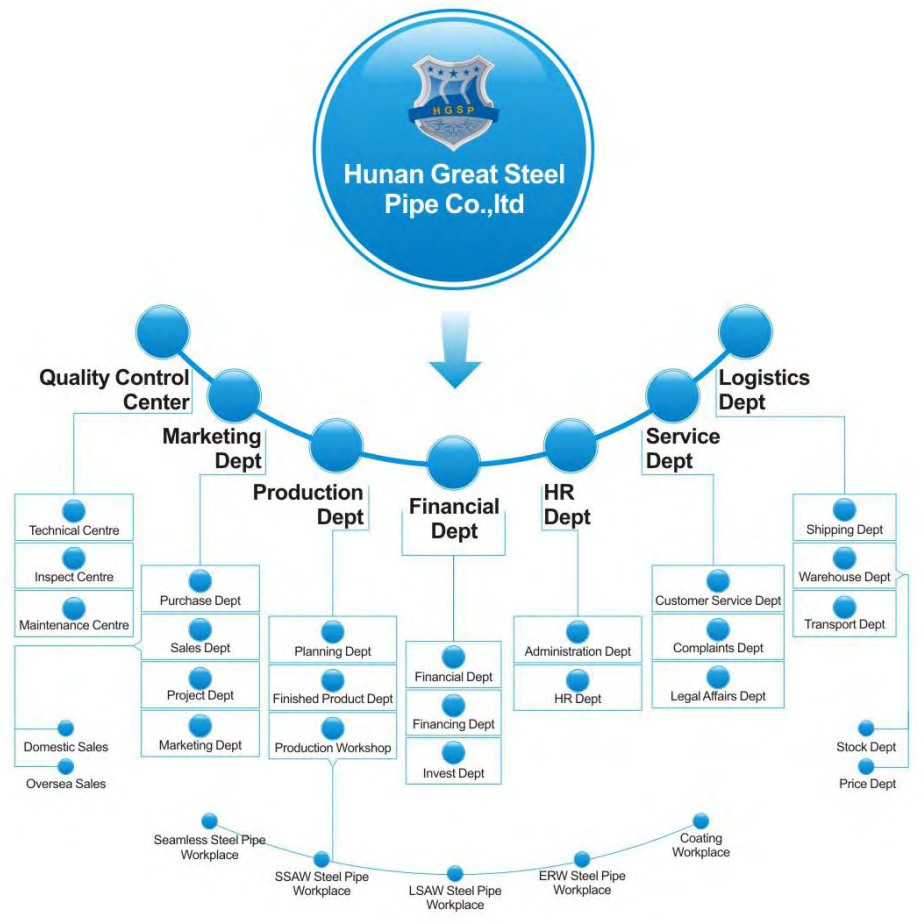 HGSP
Hunan Great Steel
Pipe Co.,ltd
Quality Control
Center
Marketing
Dept
Production
Dept
Financial
Dept
HR
Dept
Service
Dept
Logistics
Dept
Technical Centre
Inspect Centre
Maintenance Centre
Purchase Dept
Sales Dept
Project Dept
Marketing Dept
Domestic Sales
Oversea Sales
Planning Dept
Finished Product Dept
Production Workshop
Financial Dept
Financing Dept
Invest Dept
Administration Dept
HR Dept
Customer Service Dept
Complaints Dept
Legal Affairs Dept
Shipping Dept
Warehouse Dept
Transport Dept
Stock Dept
Price Dept
Seamless Steel Pipe
Workplace
SSAW Steel Pipe
Workplace
LSAW Steel Pipe
Workplace
ERW Steel Pipe
Workplace
Coating
Workplace